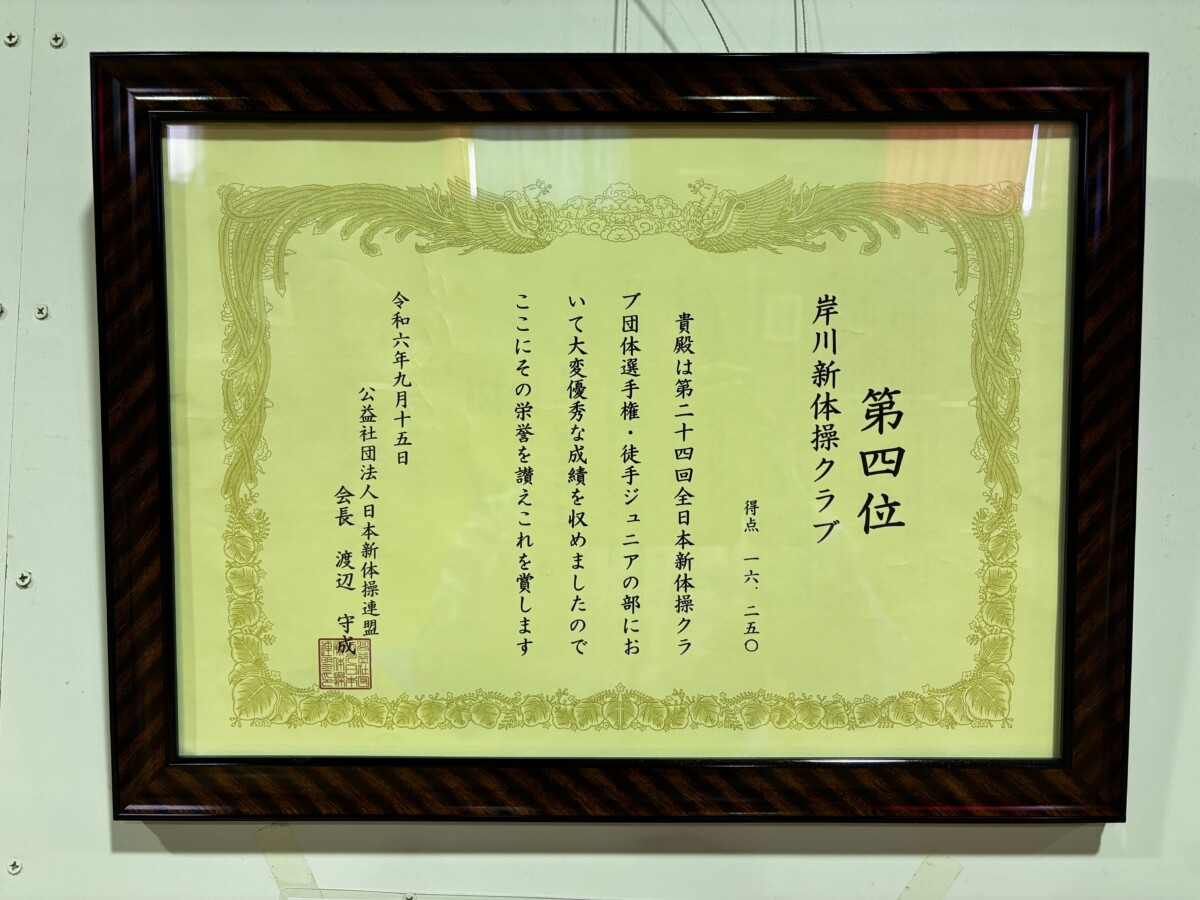 第四位
岸川新体操クラブ
得点 一六.二五〇
貴殿は第二十四回全日本新体操クラ
ブ団体選手権・徒手ジュニアの部にお
いて大変優秀な成績を収めましたので
ここにその栄誉を讃えこれを賞します
令和六年九月十五日
公益社団法人日本新体操連盟
会長 渡辺 守成